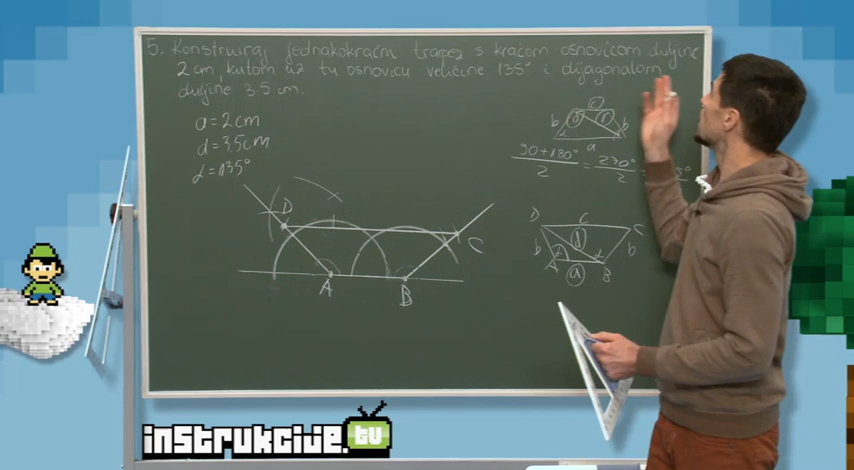 5. Konstruiraj jednakokračni trapez s kraćom osnovicom duljine
2 cm, kutom uz tu osnovicu veličine 135° i dijagonalom
duljine 3.5 cm.
a = 2 cm
d = 3.5 cm
α = 135°
c
b b
a
90+180°/2 = 270°/2 =
D
C
A
B
D c C
b d b
A α α
a B
instrukcije.tv